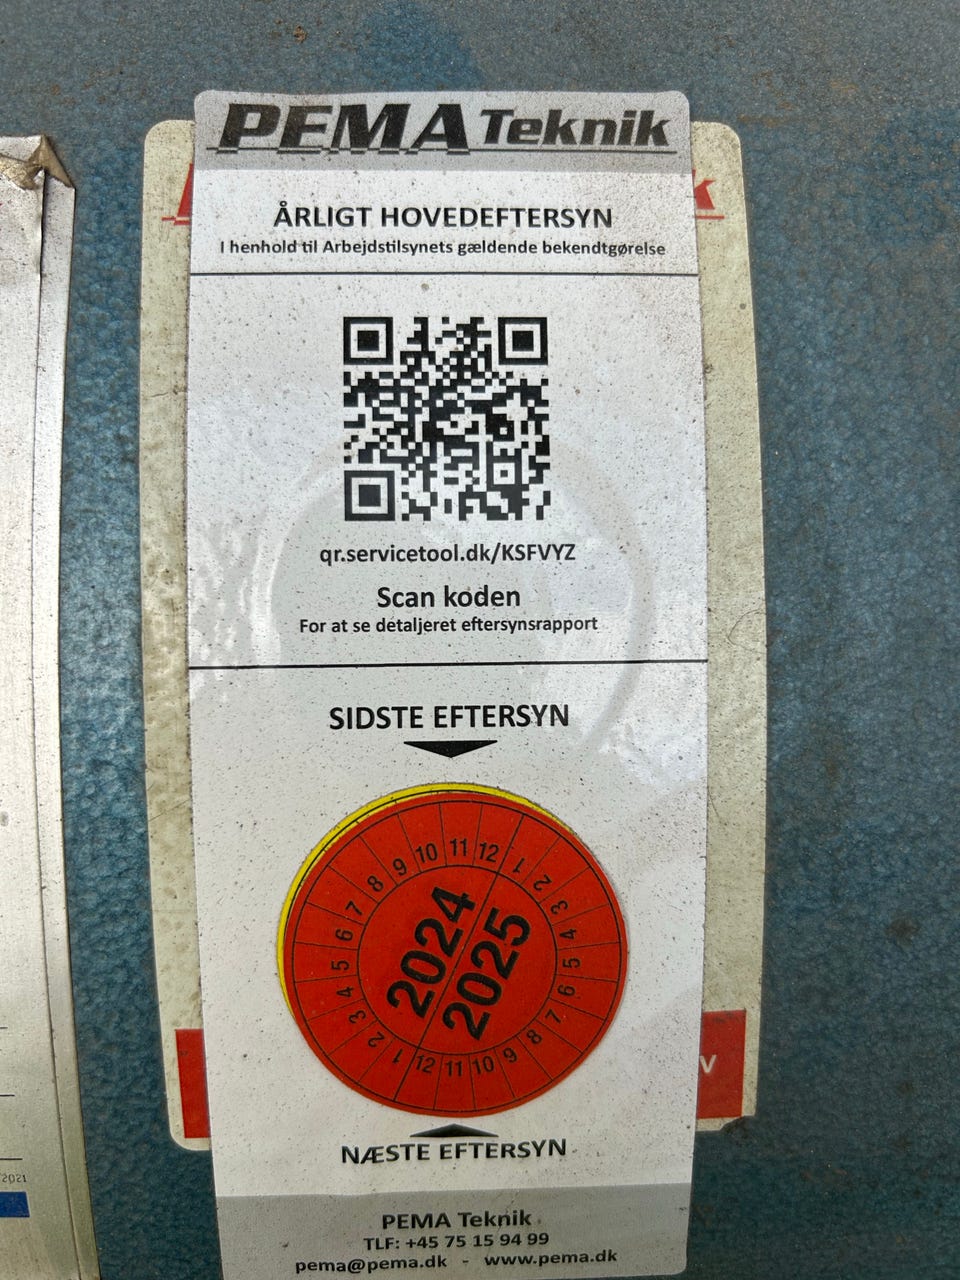 PEMA Teknik
ÅRLIGT HOVEDEFTERSYN
I henhold til Arbejdstilsynets gældende bekendtgørelse
qr.servicetool.dk/KSFVYZ
Scan koden
For at se detaljeret eftersynsrapport
SIDSTE EFTERSYN
1 2 3 4 5 6 7 8 9 10 11 12
2024
2025
1 2 3 4 5 6 7 8 9 10 11 12
NÆSTE EFTERSYN
PEMA Teknik
TLF: +45 75 15 94 99
pema@pema.dk - www.pema.dk
k
V
2021